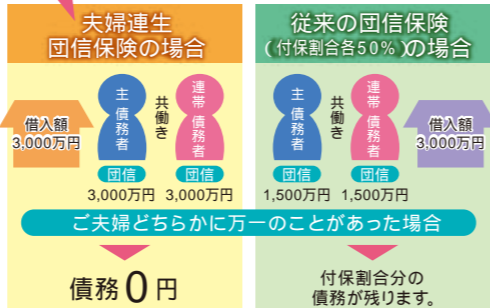 夫婦連生
団信保険の場合
借入額
3,000万円
主債務者
共働き
連帯債務者
団信
3,000万円
団信
3,000万円
従来の団信保険
(付保割合各50%)の場合
主債務者
共働き
連帯債務者
団信
1,500万円
団信
1,500万円
借入額
3,000万円
ご夫婦どちらかに万一のことがあった場合
債務0円
付保割合分の
債務が残ります。